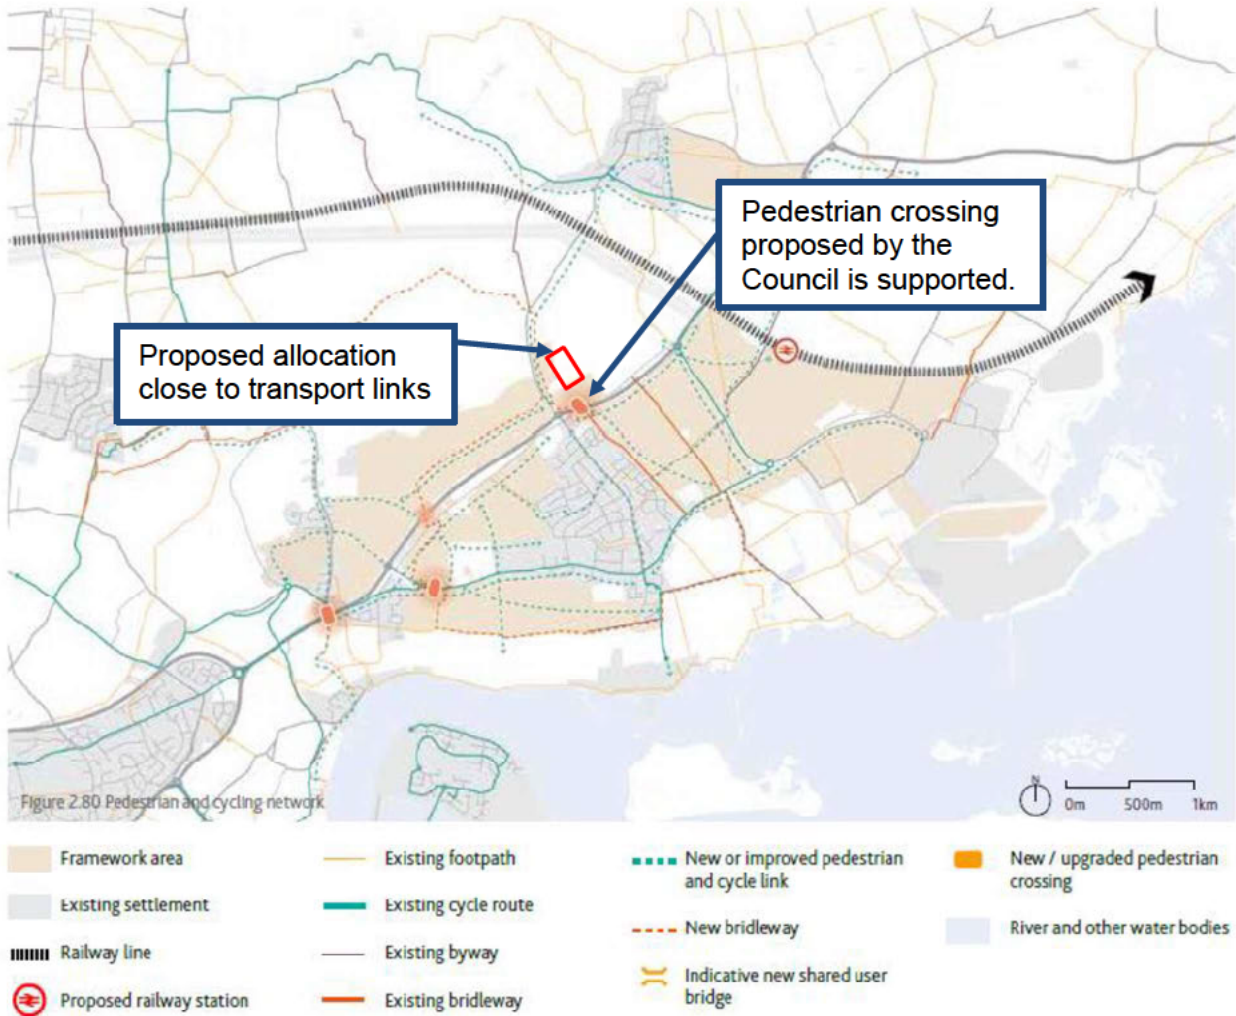 Pedestrian crossing
proposed by the
Council is supported.
Proposed allocation
close to transport links
N
Figure 2.80 Pedestrian and cycling network
0m 500m 1km
Framework area
Existing settlement
Railway line
Proposed railway station
Existing footpath
Existing cycle route
Existing byway
Existing bridleway
New or improved pedestrian
and cycle link
New bridleway
Indicative new shared user
bridge
New / upgraded pedestrian
crossing
River and other water bodies